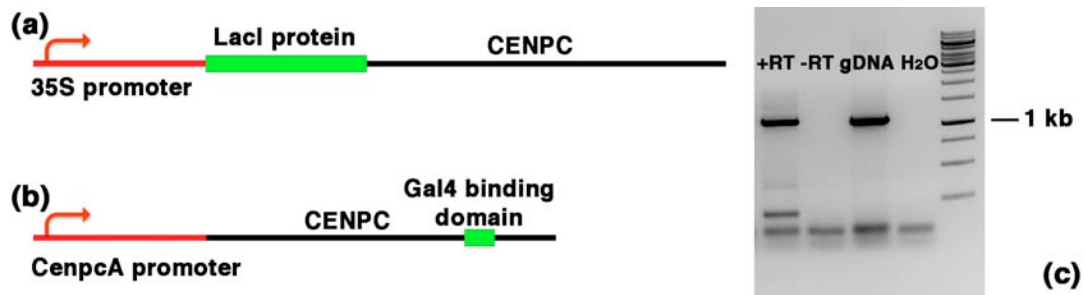 (a)
LacI protein
CENPC
35S promoter
(b)
Gal4 binding
domain
CENPC
CenpcA promoter
+RT -RT gDNA H2O
1 kb
(c)